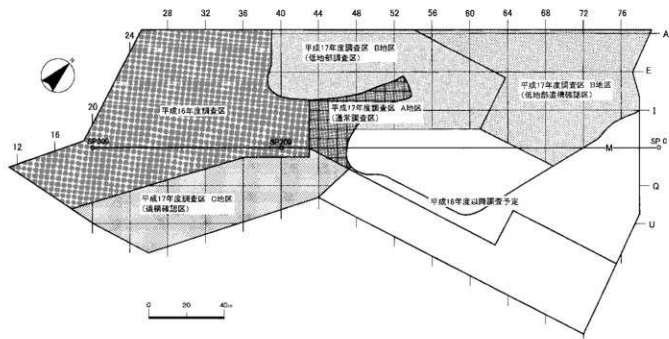 28 32 36 40 44 48 52 56 60 64 68 72 76
24
A
平成17年度調査区 B地区
(低地部調査区)
E
平成17年度調査区 B地区
(低地部遺構確認区)
平成16年度調査区
平成17年度調査区 A地区
(通常調査区)
I
20
16
12
SP300
SP200
M
SP 0
平成17年度調査区 C地区
(遺構確認区)
Q
平成18年度以降調査予定
U
0 20 40m